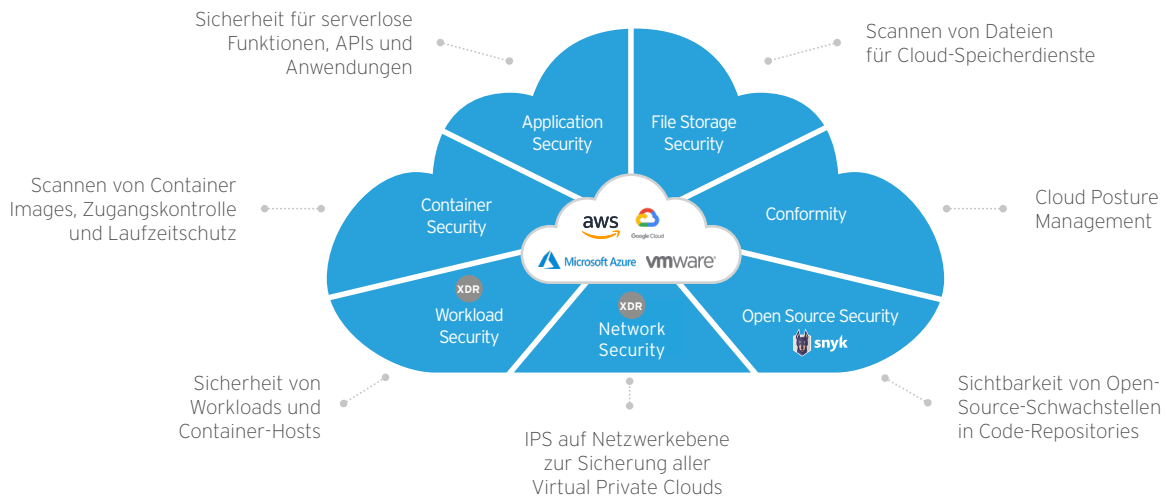 Sicherheit für serverlose
Funktionen, APIs und
Anwendungen
Scannen von Dateien
für Cloud-Speicherdienste
Application
Security
File Storage
Security
Scannen von Container
Images, Zugangskontrolle
und Laufzeitschutz
Container
Security
aws
Google Cloud
Microsoft Azure
vmware®
Conformity
Cloud Posture
Management
XDR
Workload
Security
XDR
Network
Security
Open Source Security
snyk
Sicherheit von
Workloads und
Container-Hosts
IPS auf Netzwerkebene
zur Sicherung aller
Virtual Private Clouds
Sichtbarkeit von Open-
Source-Schwachstellen
in Code-Repositories